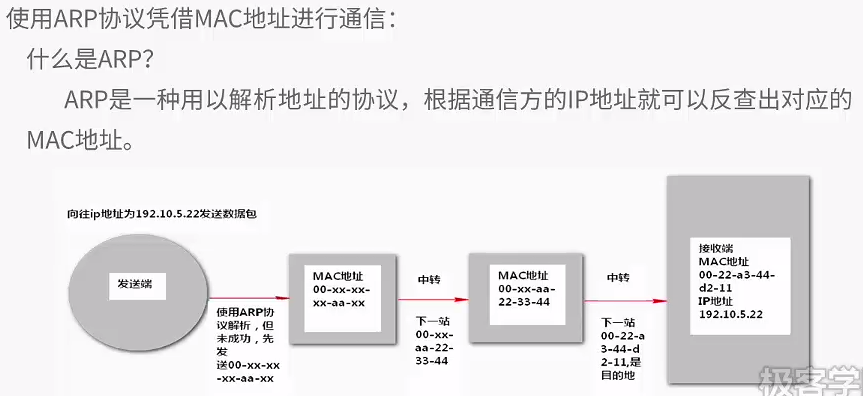 使用ARP协议凭借MAC地址进行通信：
什么是ARP？
ARP是一种用以解析地址的协议，根据通信方的IP地址就可以反查出对应的
MAC地址。
向往ip地址为192.10.5.22发送数据包
发送端
使用ARP协
议解析，但
未成功，先
发
送00-xx-xx
-xx-aa-xx
MAC地址
00-xx-xx-
xx-aa-xx
中转
下一站
00-xx-
aa-22-
33-44
MAC地址
00-xx-aa-
22-33-44
中转
下一站
00-22-a
3-44-d
2-11,是
目的地
接收端
MAC地址
00-22-a3-44-
d2-11
IP地址
192.10.5.22
极客学